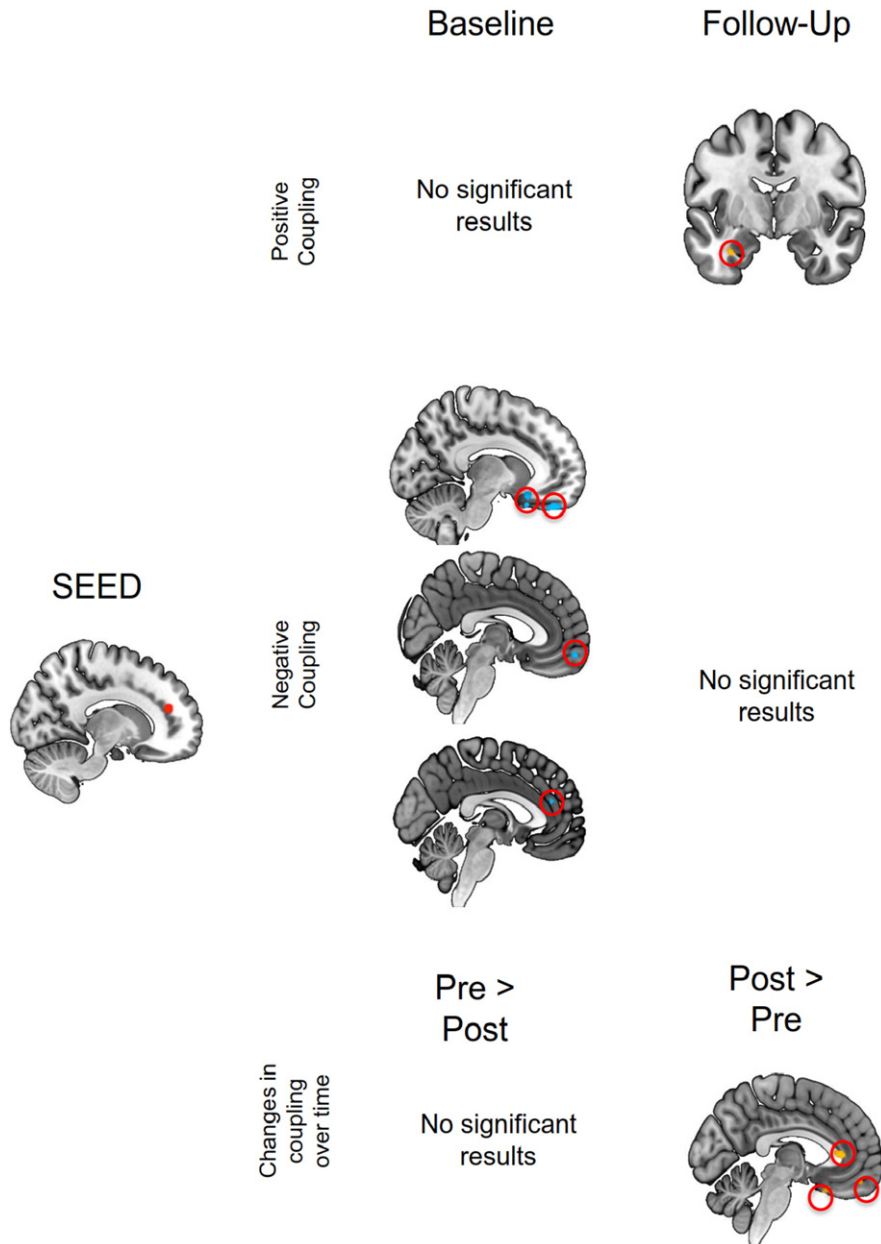 Baseline
Follow-Up
Positive
Coupling
No significant
results
SEED
Negative
Coupling
No significant
results
Pre >
Post
Post >
Pre
Changes in
coupling
over time
No significant
results